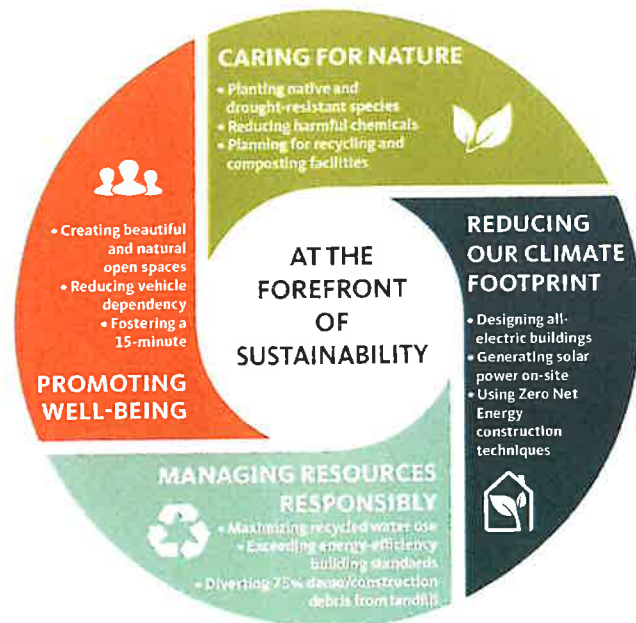 CARING FOR NATURE
• Planting native and
drought-resistant species
• Reducing harmful chemicals
• Planning for recycling and
composting facilities
REDUCING
OUR CLIMATE
FOOTPRINT
• Designing all-
electric buildings
• Generating solar
power on-site
• Using Zero Net
Energy
construction
techniques
MANAGING RESOURCES
RESPONSIBLY
• Maximizing recycled water use
• Exceeding energy-efficiency
building standards
• Diverting 75% demo/construction
debris from landfill
• Creating beautiful
and natural
open spaces
• Reducing vehicle
dependency
• Fostering a
15-minute
PROMOTING
WELL-BEING
AT THE
FOREFRONT
OF
SUSTAINABILITY